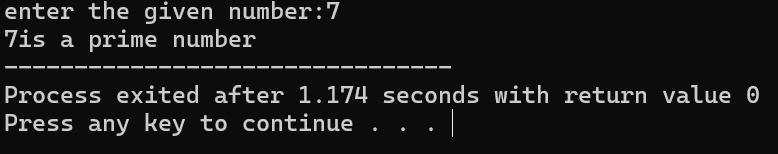 enter the given number:7
7is a prime number
--------------------------------
Process exited after 1.174 seconds with return value 0
Press any key to continue . . .